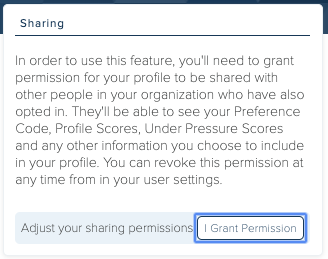 Sharing
In order to use this feature, you'll need to grant
permission for your profile to be shared with
other people in your organization who have also
opted in. They'll be able to see your Preference
Code, Profile Scores, Under Pressure Scores
and any other information you choose to include
in your profile. You can revoke this permission at
any time from in your user settings.
Adjust your sharing permissions I Grant Permission